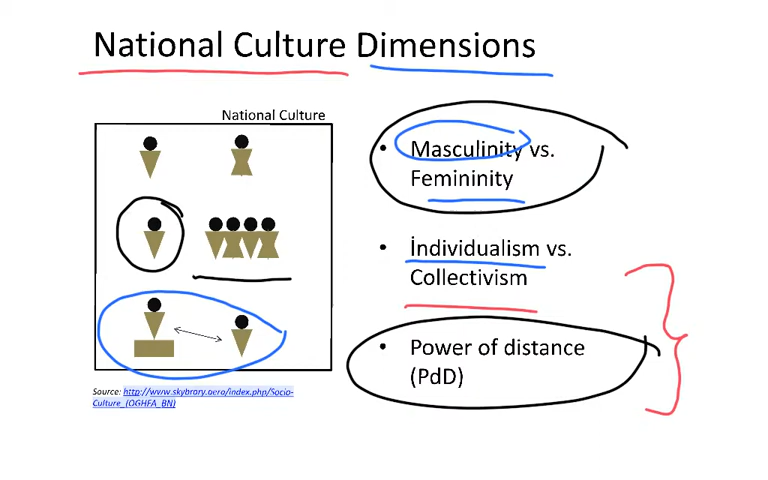 National Culture Dimensions
National Culture
• Masculinity vs.
Femininity
• İndividualism vs.
Collectivism
• Power of distance
(PdD)
Source: http://www.skybrary.aero/index.php/Socio-
Culture_(OGHFA_BN)